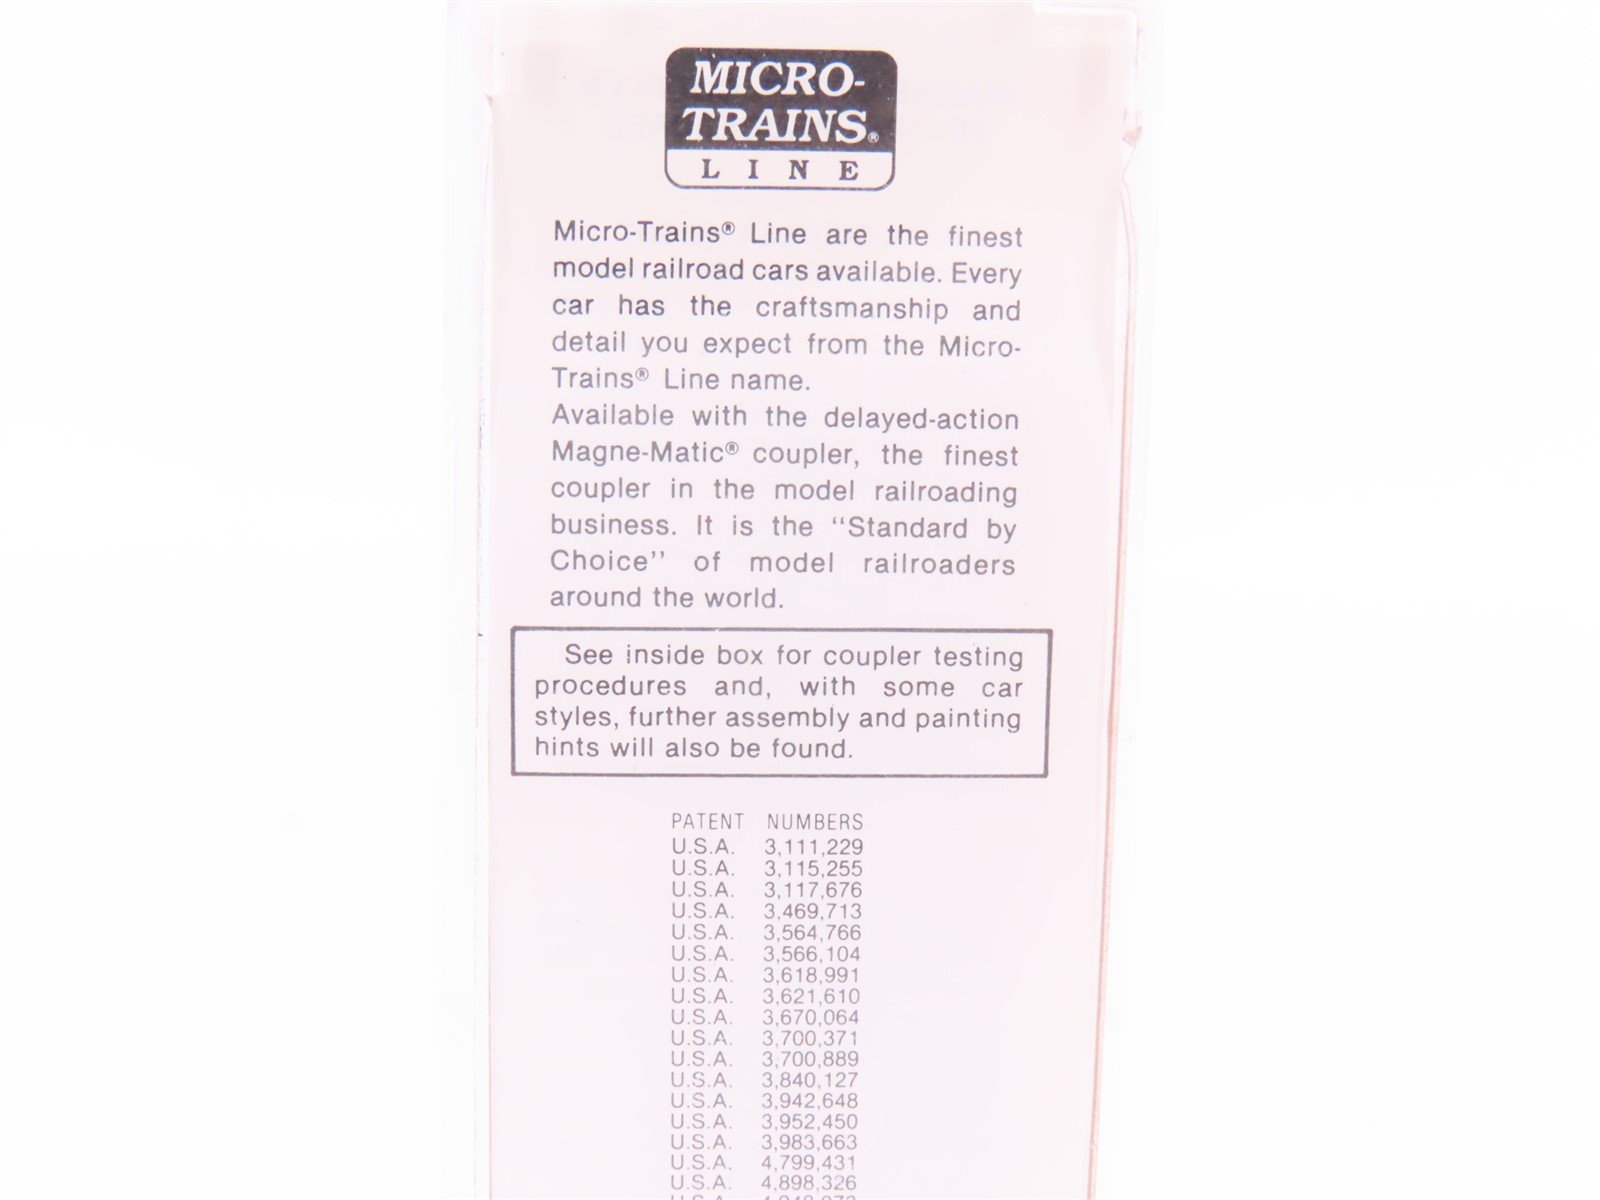 MICRO-
TRAINS®
LINE
Micro-Trains® Line are the finest
model railroad cars available. Every
car has the craftsmanship and
detail you expect from the Micro-
Trains® Line name.
Available with the delayed-action
Magne-Matic® coupler, the finest
coupler in the model railroading
business. It is the "Standard by
Choice" of model railroaders
around the world.
See inside box for coupler testing
procedures and, with some car
styles, further assembly and painting
hints will also be found.
PATENT NUMBERS
U.S.A. 3,111,229
U.S.A. 3,115,255
U.S.A. 3,117,676
U.S.A. 3,469,713
U.S.A. 3,564,766
U.S.A. 3,566,104
U.S.A. 3,618,991
U.S.A. 3,621,610
U.S.A. 3,670,064
U.S.A. 3,700,371
U.S.A. 3,700,889
U.S.A. 3,840,127
U.S.A. 3,942,648
U.S.A. 3,952,450
U.S.A. 3,983,663
U.S.A. 4,799,431
U.S.A. 4,898,326
U.S.A.